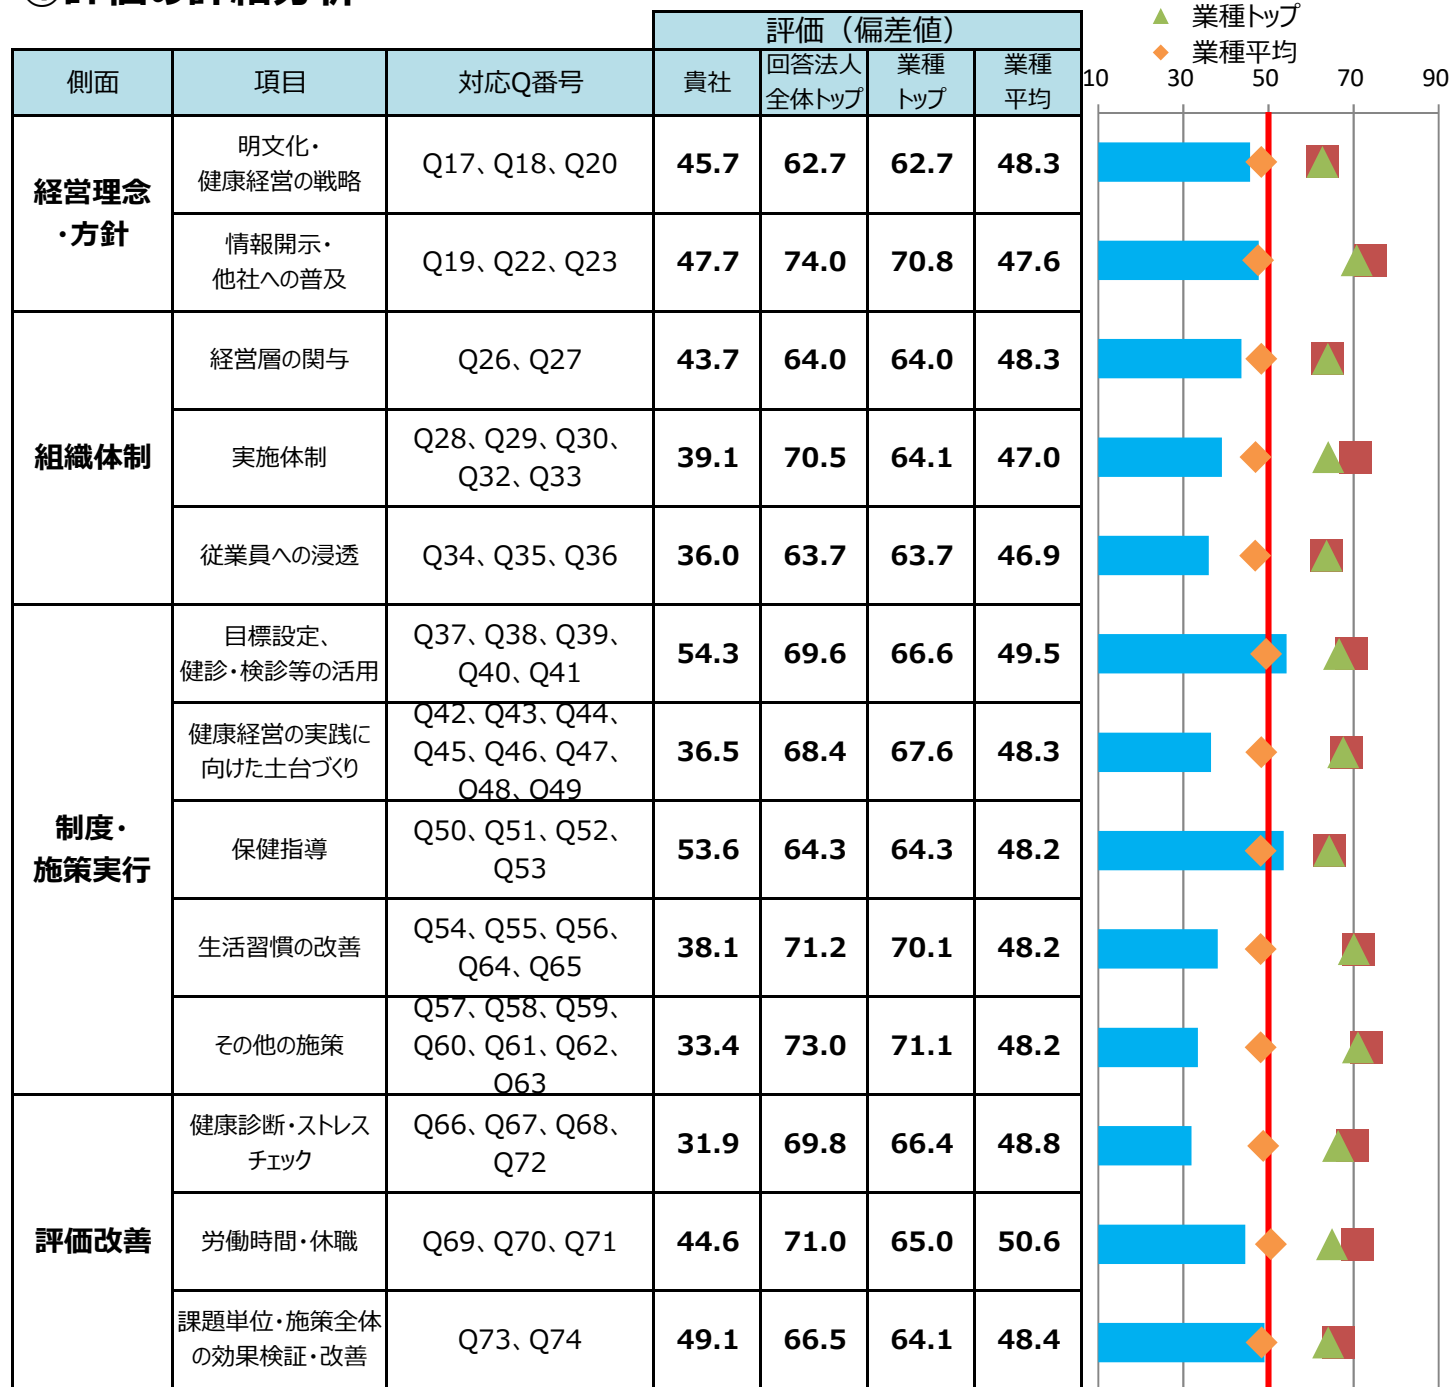 評価（偏差値）
▲ 業種トップ
◆ 業種平均
側面 項目 対応Q番号 貴社 回答法人 業種 業種
全体トップ トップ 平均
10 30 50 70 90
経営理念
・方針
明文化・
健康経営の戦略
Q17、Q18、Q20 45.7 62.7 62.7 48.3
情報開示・
他社への普及
Q19、Q22、Q23 47.7 74.0 70.8 47.6
組織体制
経営層の関与 Q26、Q27 43.7 64.0 64.0 48.3
実施体制
Q28、Q29、Q30、
Q32、Q33
39.1 70.5 64.1 47.0
従業員への浸透 Q34、Q35、Q36 36.0 63.7 63.7 46.9
制度・
施策実行
目標設定、
健診・検診等の活用
Q37、Q38、Q39、
Q40、Q41
54.3 69.6 66.6 49.5
健康経営の実践に
向けた土台づくり
Q42、Q43、Q44、
Q45、Q46、Q47、
Q48、Q49
36.5 68.4 67.6 48.3
保健指導
Q50、Q51、Q52、
Q53
53.6 64.3 64.3 48.2
生活習慣の改善
Q54、Q55、Q56、
Q64、Q65
38.1 71.2 70.1 48.2
その他の施策
Q57、Q58、Q59、
Q60、Q61、Q62、
Q63
33.4 73.0 71.1 48.2
評価改善
健康診断・ストレス
チェック
Q66、Q67、Q68、
Q72
31.9 69.8 66.4 48.8
労働時間・休職 Q69、Q70、Q71 44.6 71.0 65.0 50.6
課題単位・施策全体
の効果検証・改善
Q73、Q74 49.1 66.5 64.1 48.4